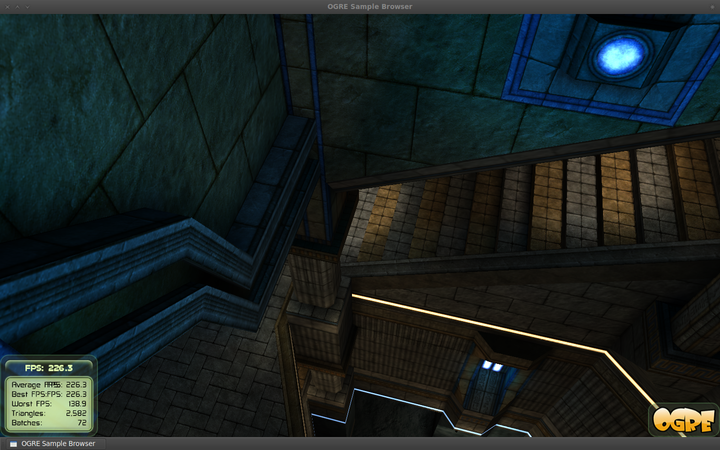 OGRE Sample Browser
FPS: 226.3
Average FPS: 226.3
Best FPS: 226.3
Worst FPS: 138.9
Triangles: 2,582
Batches: 72
OGRE
OGRE Sample Browser